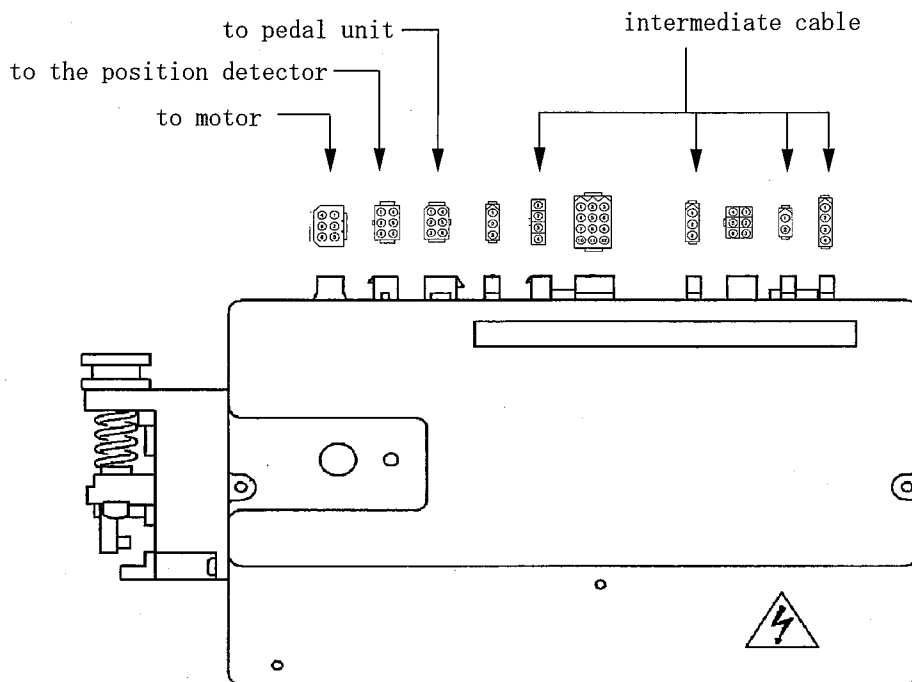 to pedal unit
intermediate cable
to the position detector
to motor